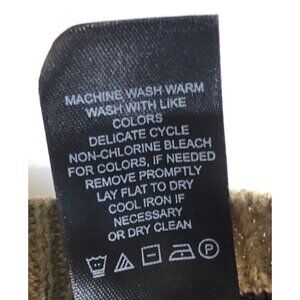 MACHINE WASH WARM
WASH WITH LIKE
COLORS
DELICATE CYCLE
NON-CHLORINE BLEACH
FOR COLORS, IF NEEDED
REMOVE PROMPTLY
LAY FLAT TO DRY
COOL IRON IF
NECESSARY
OR DRY CLEAN
P